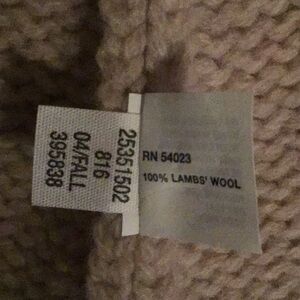 25351502
816
04/FALL
395838
RN 54023
100% LAMBS' WOOL